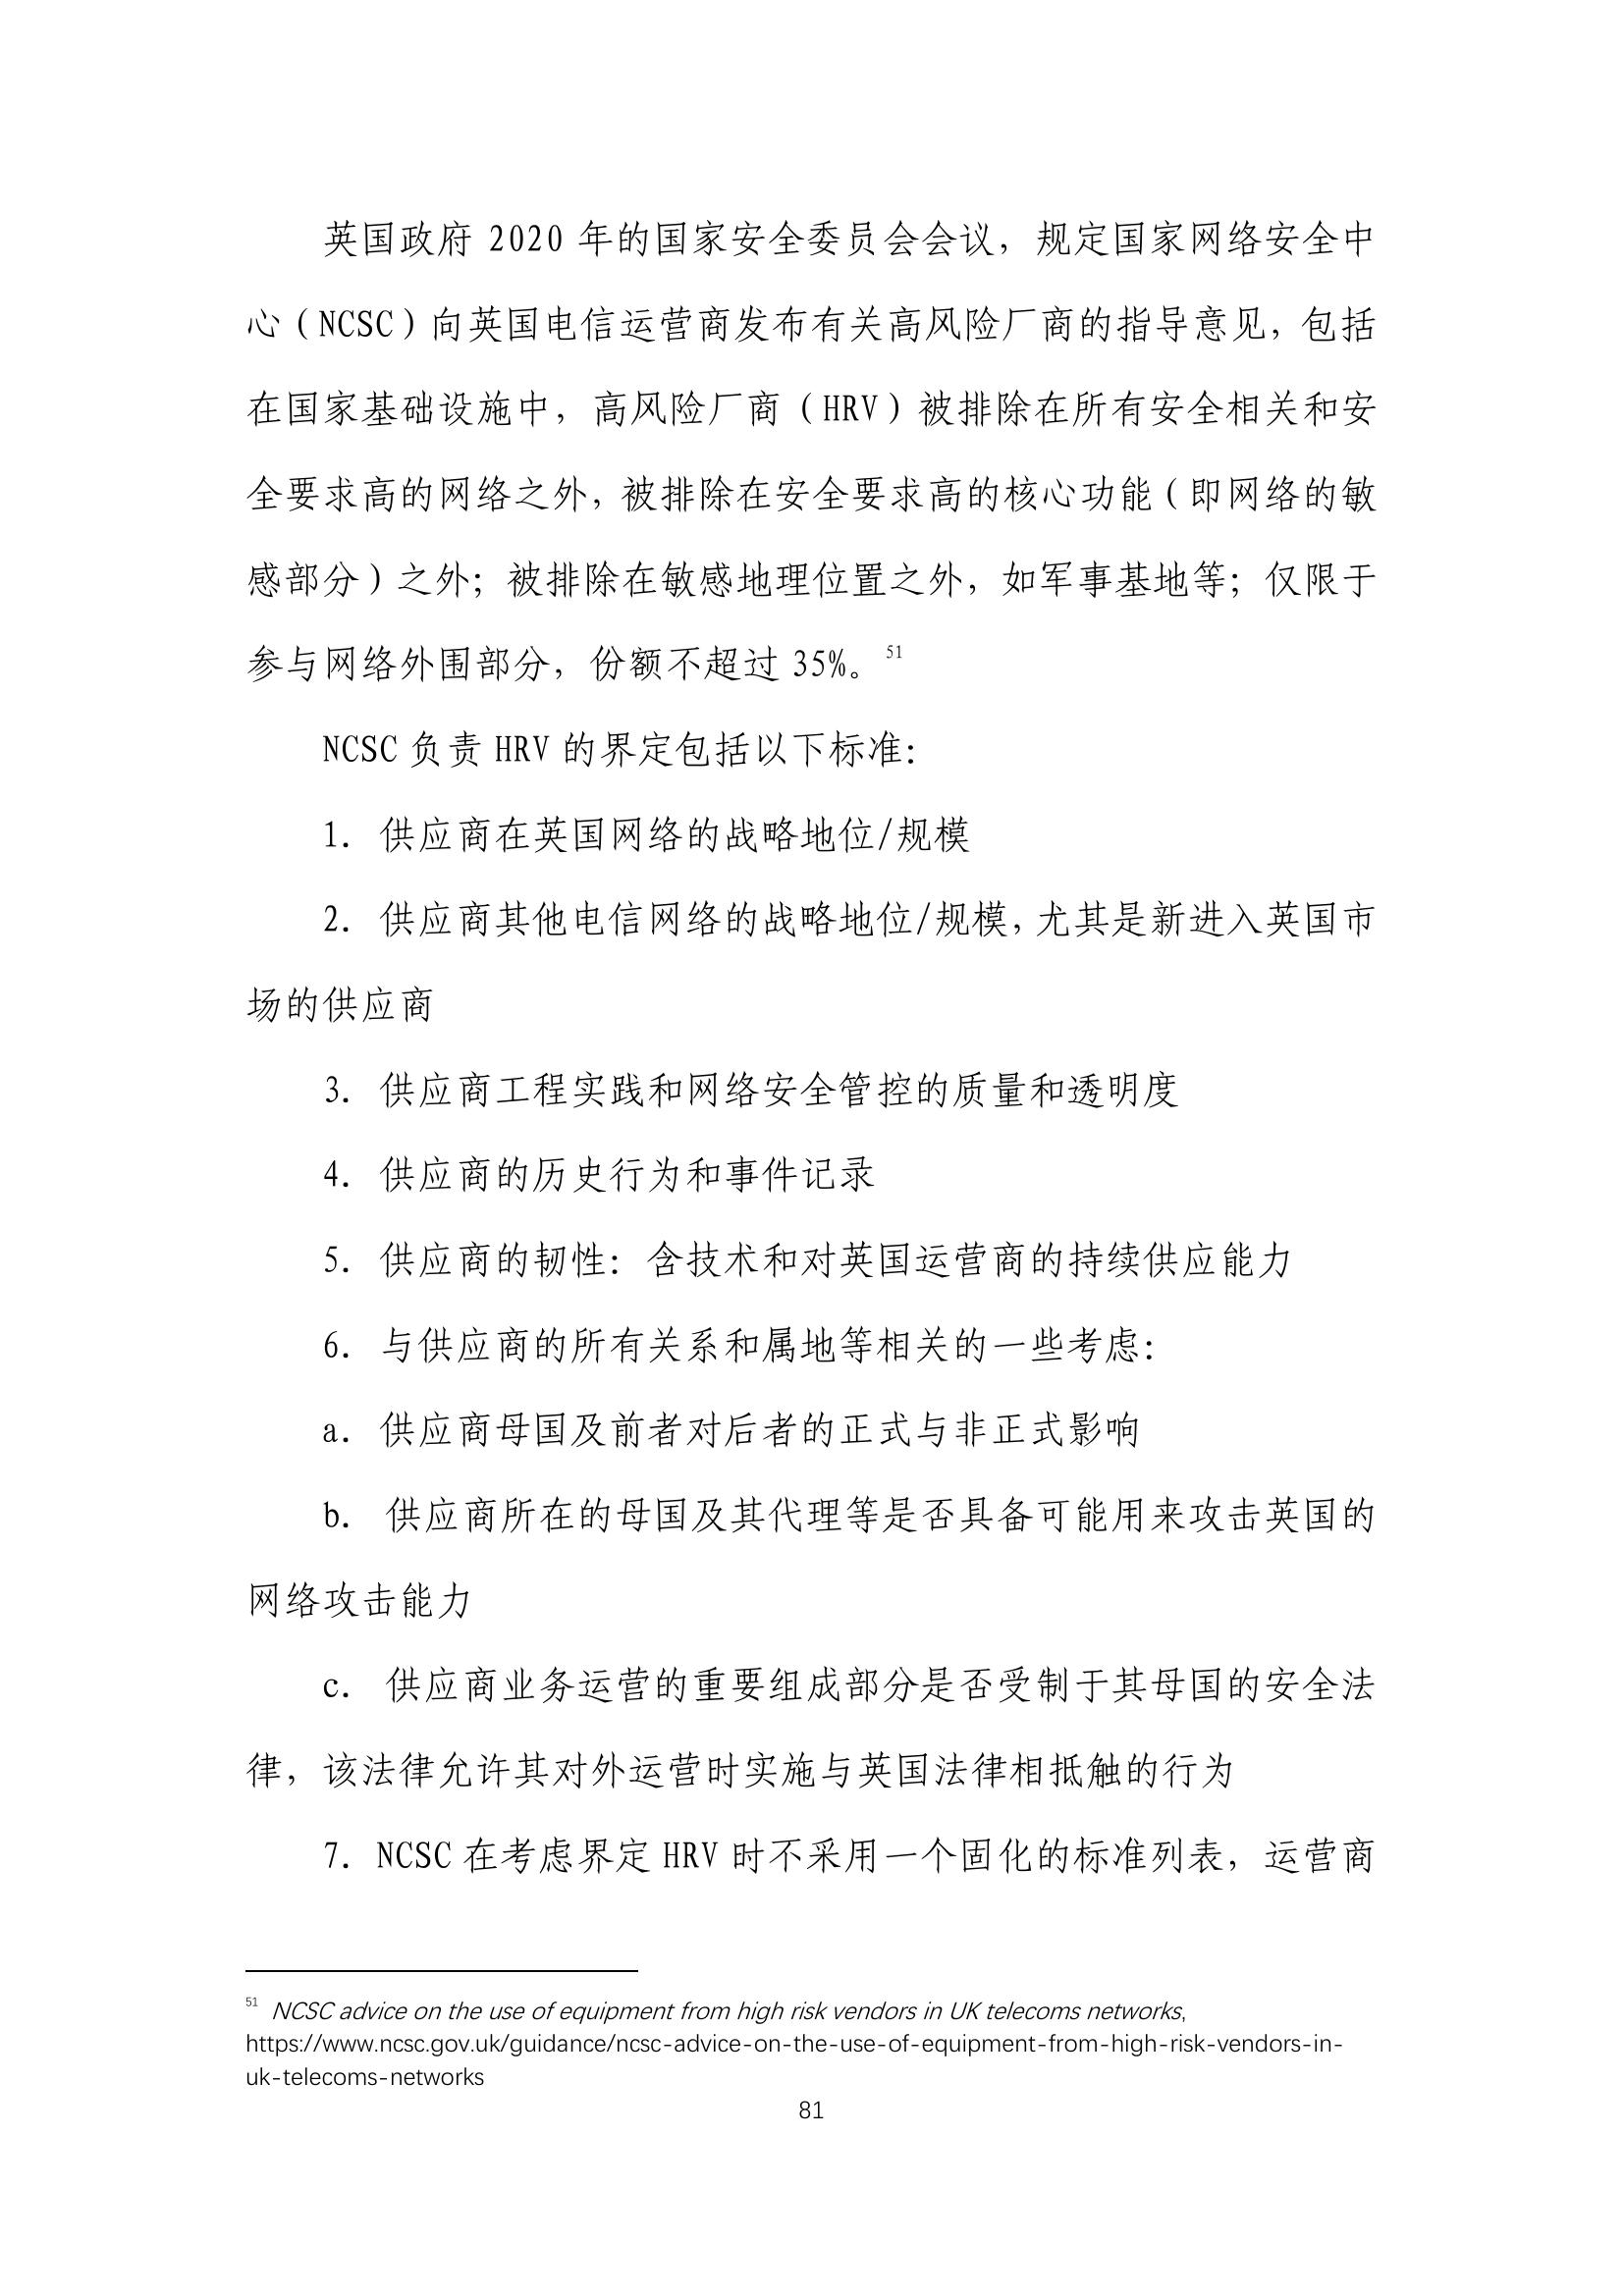 英国政府 2020 年的国家安全委员会会议，规定国家网络安全中
心（NCSC）向英国电信运营商发布有关高风险厂商的指导意见，包括
在国家基础设施中，高风险厂商（HRV）被排除在所有安全相关和安
全要求高的网络之外，被排除在安全要求高的核心功能（即网络的敏
感部分）之外；被排除在敏感地理位置之外，如军事基地等；仅限于
参与网络外围部分，份额不超过 35%。51
NCSC 负责 HRV 的界定包括以下标准：
1. 供应商在英国网络的战略地位/规模
2. 供应商其他电信网络的战略地位/规模，尤其是新进入英国市
场的供应商
3. 供应商工程实践和网络安全管控的质量和透明度
4. 供应商的历史行为和事件记录
5. 供应商的韧性：含技术和对英国运营商的持续供应能力
6. 与供应商的所有关系和属地等相关的一些考虑：
a. 供应商母国及前者对后者的正式与非正式影响
b. 供应商所在的母国及其代理等是否具备可能用来攻击英国的
网络攻击能力
c. 供应商业务运营的重要组成部分是否受制于其母国的安全法
律，该法律允许其对外运营时实施与英国法律相抵触的行为
7. NCSC 在考虑界定 HRV 时不采用一个固化的标准列表，运营商
51 NCSC advice on the use of equipment from high risk vendors in UK telecoms networks,
https://www.ncsc.gov.uk/guidance/ncsc-advice-on-the-use-of-equipment-from-high-risk-vendors-in-
uk-telecoms-networks
81